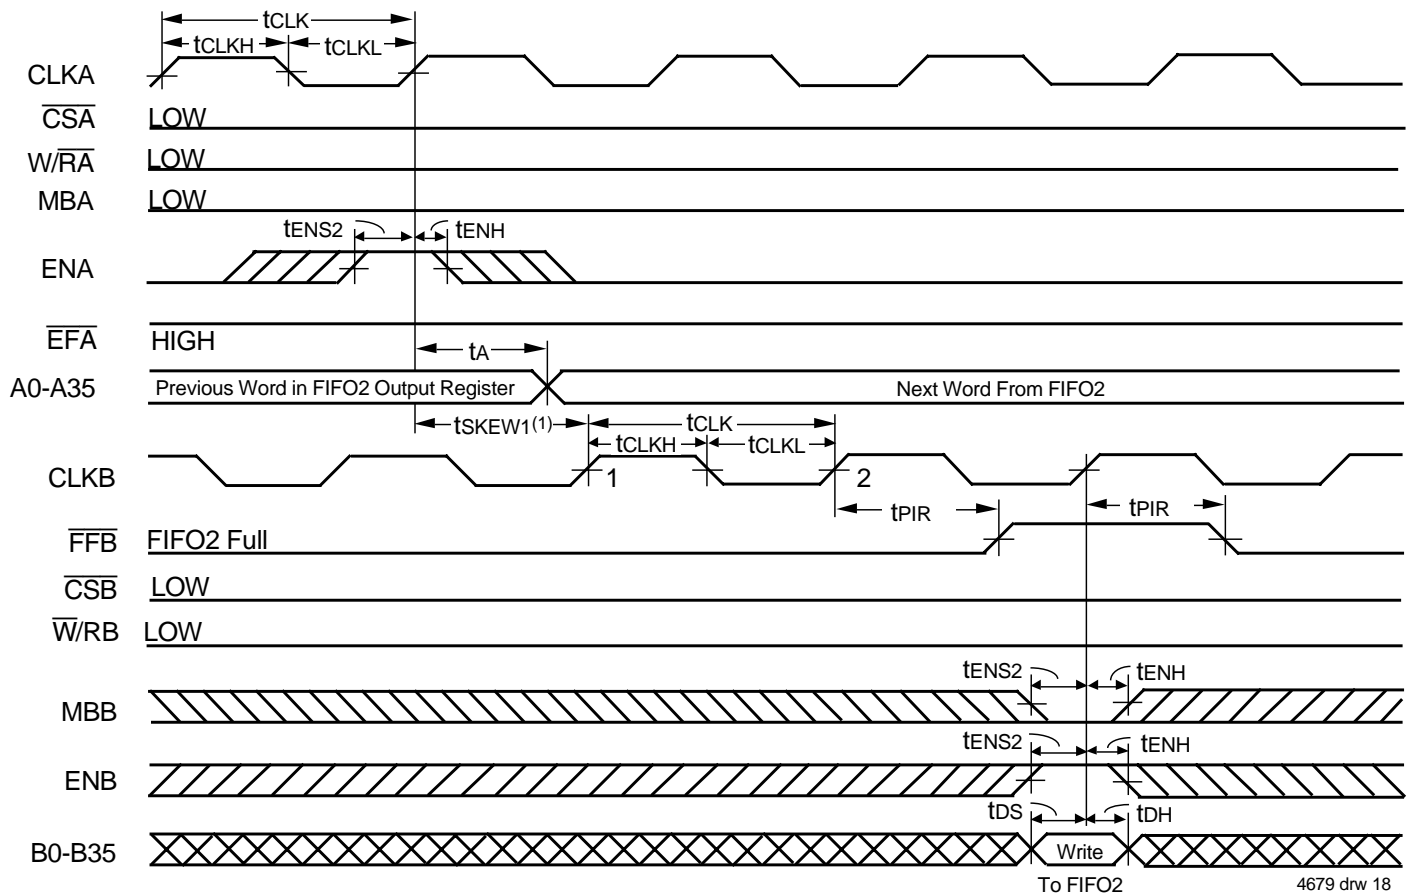 tCLK
tCLKH tCLKL
CLKA
CSA LOW
W/RA LOW
MBA LOW
tENS2 tENH
ENA
EFA HIGH
tA
A0-A35 Previous Word in FIFO2 Output Register Next Word From FIFO2
tSKEW1(1) tCLK
tCLKH tCLKL
CLKB 1 2
tPIR tPIR
FFB FIFO2 Full
CSB LOW
W/RB LOW
tENS2 tENH
MBB
tENS2 tENH
ENB
tDS tDH
B0-B35 Write
To FIFO2 4679 drw 18